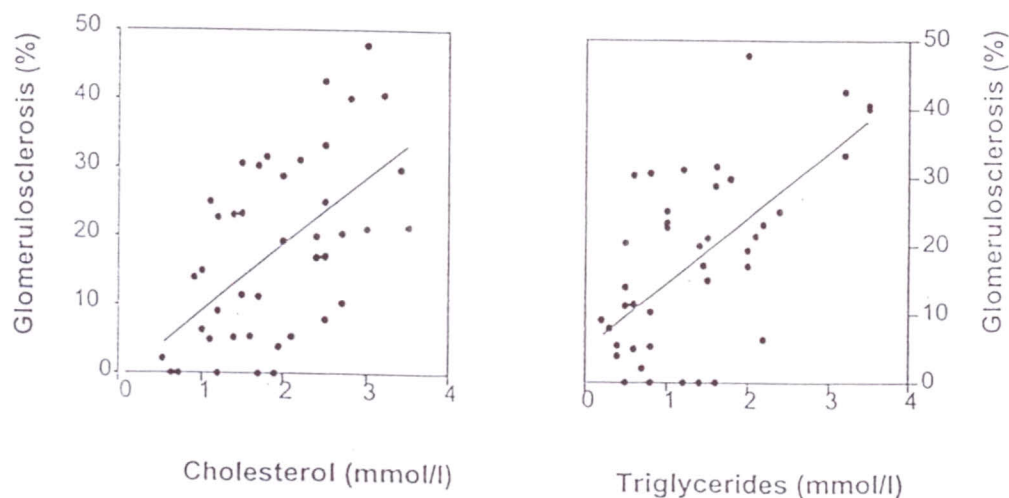 Glomerulosclerosis (%)
50
40
30
20
10
0
0 1 2 3 4
Cholesterol (mmol/l)
50
40
30
20
10
0
Glomerulosclerosis (%)
0 1 2 3 4
Triglycerides (mmol/l)